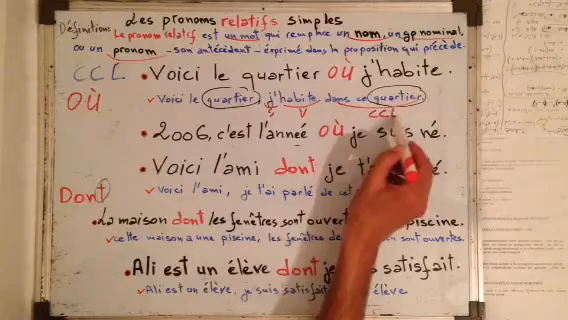 Les pronoms relatifs simples
Définition: Le pronom relatif est un mot qui remplace un nom, un gp nominal,
ou un pronom - son antécédent - exprimé dans la proposition qui précède.
CCL • Voici le quartier où j'habite.
OÙ
✓ Voici le quartier, j'habite dans ce quartier.
S V CCL
• 2006, c'est l'anneé où je suis né.
• Voici l'ami dont je t'ai
Dont
✓ Voici l'ami, je t'ai parlé de cet
• La maison dont les fenêtres sont piscine.
✓ cette maison a une piscine, les fenêtres de sont ouvertes.
• Ali est un élève dont je satisfait.
✓ Ali est un élève, je suis élève